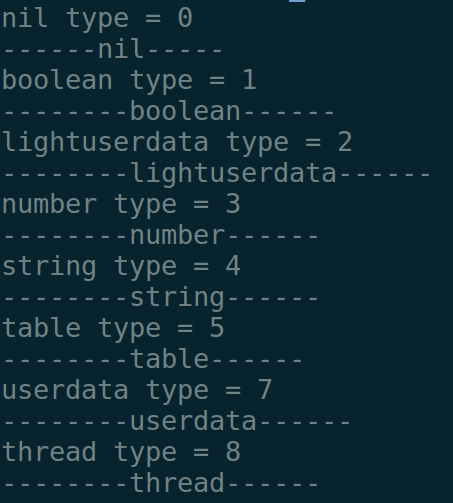 nil type = 0
------nil-----
boolean type = 1
--------boolean------
lightuserdata type = 2
--------lightuserdata------
number type = 3
--------number------
string type = 4
--------string------
table type = 5
--------table------
userdata type = 7
--------userdata------
thread type = 8
--------thread------